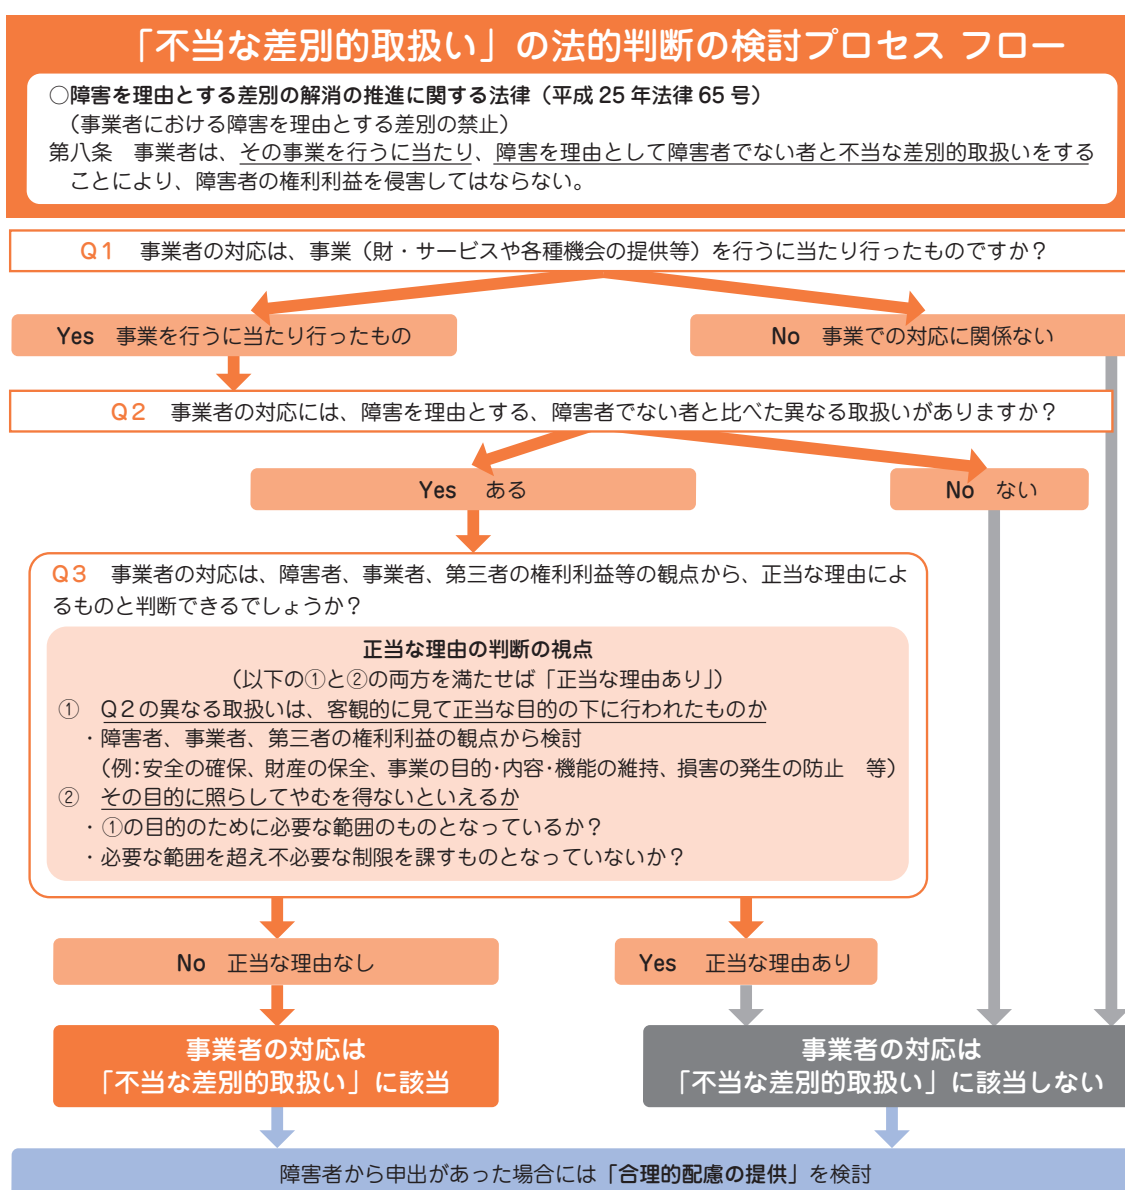 「不当な差別的取扱い」の法的判断の検討プロセス フロー
○障害を理由とする差別の解消の推進に関する法律（平成 25 年法律 65 号）
（事業者における障害を理由とする差別の禁止）
第八条　事業者は、その事業を行うに当たり、障害を理由として障害者でない者と不当な差別的取扱いをする
ことにより、障害者の権利利益を侵害してはならない。
Q１　事業者の対応は、事業（財・サービスや各種機会の提供等）を行うに当たり行ったものですか？
Yes　事業を行うに当たり行ったもの
No　事業での対応に関係ない
Q２　事業者の対応には、障害を理由とする、障害者でない者と比べた異なる取扱いがありますか？
Yes　ある
No　ない
Q３　事業者の対応は、障害者、事業者、第三者の権利利益等の観点から、正当な理由によ
るものと判断できるでしょうか？
正当な理由の判断の視点
（以下の①と②の両方を満たせば「正当な理由あり」）
①　Q２の異なる取扱いは、客観的に見て正当な目的の下に行われたものか
・障害者、事業者、第三者の権利利益の観点から検討
（例：安全の確保、財産の保全、事業の目的・内容・機能の維持、損害の発生の防止　等）
②　その目的に照らしてやむを得ないといえるか
・①の目的のために必要な範囲のものとなっているか？
・必要な範囲を超え不必要な制限を課すものとなっていないか？
No　正当な理由なし
Yes　正当な理由あり
事業者の対応は
「不当な差別的取扱い」に該当
事業者の対応は
「不当な差別的取扱い」に該当しない
障害者から申出があった場合には「合理的配慮の提供」を検討